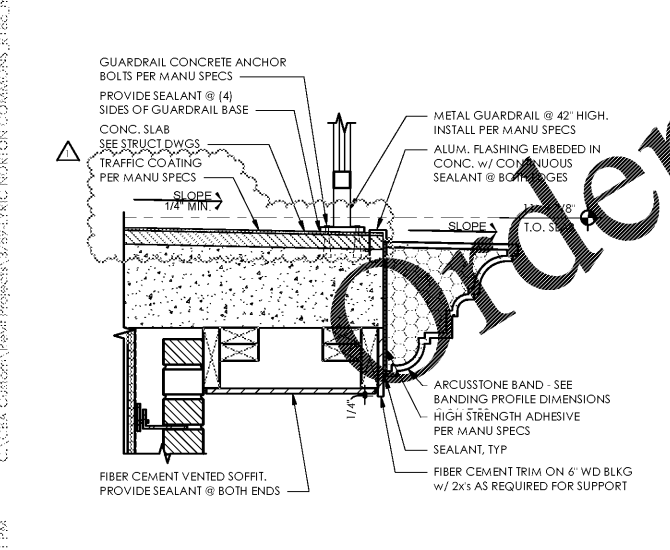 GUARDRAIL CONCRETE ANCHOR
BOLTS PER MANU SPECS
PROVIDE SEALANT @ (4)
SIDES OF GUARDRAIL BASE
CONC. SLAB
SEE STRUCT DWGS
TRAFFIC COATING
PER MANU SPECS
SLOPE
1/4" MIN.
METAL GUARDRAIL @ 42" HIGH.
INSTALL PER MANU SPECS
ALUM. FLASHING EMBEDED IN
CONC. w/ CONTINUOUS
SEALANT @ BOTH EDGES
SLOPE
T.O. SLAB
Order
1/4"
ARCUSSTONE BAND - SEE
BANDING PROFILE DIMENSIONS
HIGH STRENGTH ADHESIVE
PER MANU SPECS
SEALANT, TYP
FIBER CEMENT TRIM ON 6" WD BLKG
w/ 2x's AS REQUIRED FOR SUPPORT
FIBER CEMENT VENTED SOFFIT.
PROVIDE SEALANT @ BOTH ENDS